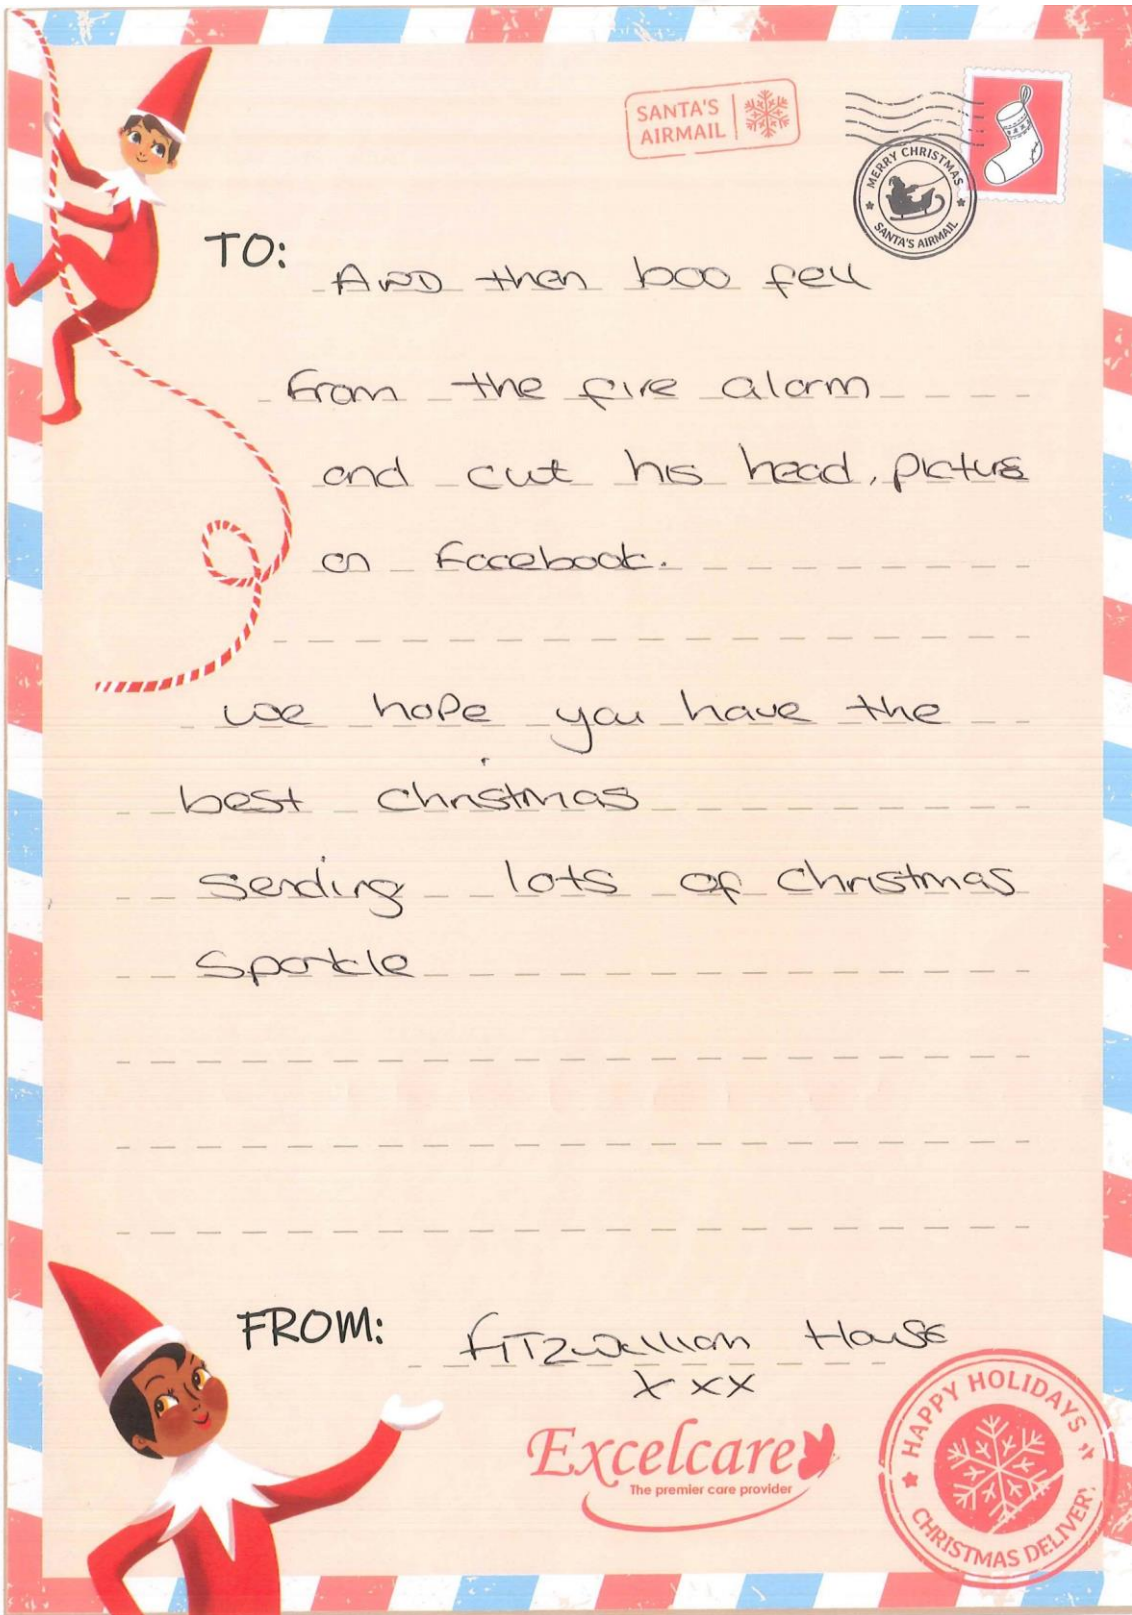 SANTA'S
AIRMAIL
MERRY CHRISTMAS
SANTA'S AIRMAIL
TO:
AND then boo fell
from the fire alarm
and cut his head, picture
on Facebook.
we hope you have the
best christmas
Sending lots of christmas
Sparkle
FROM: Fitzwilliam House
xxx
Excelcare
The premier care provider
HAPPY HOLIDAYS
CHRISTMAS DELIVERY